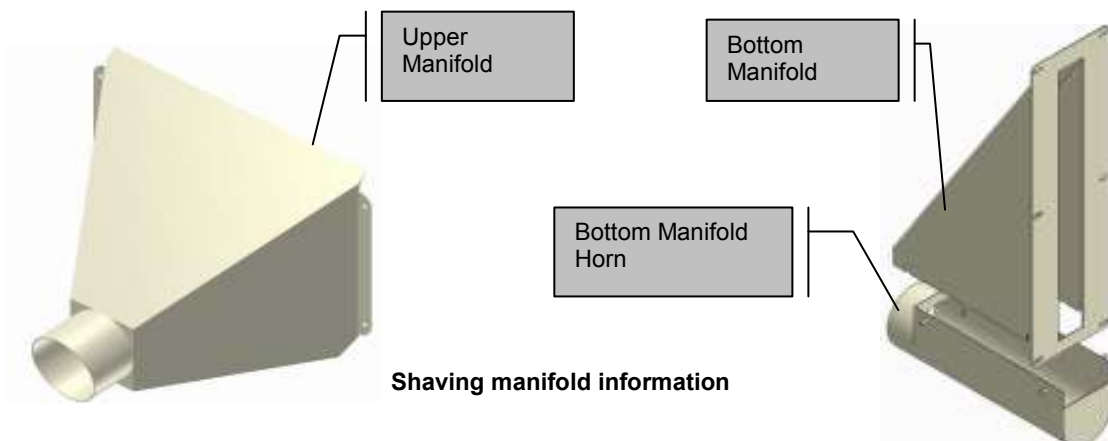 Upper
Manifold
Bottom
Manifold
Bottom Manifold
Horn
Shaving manifold information